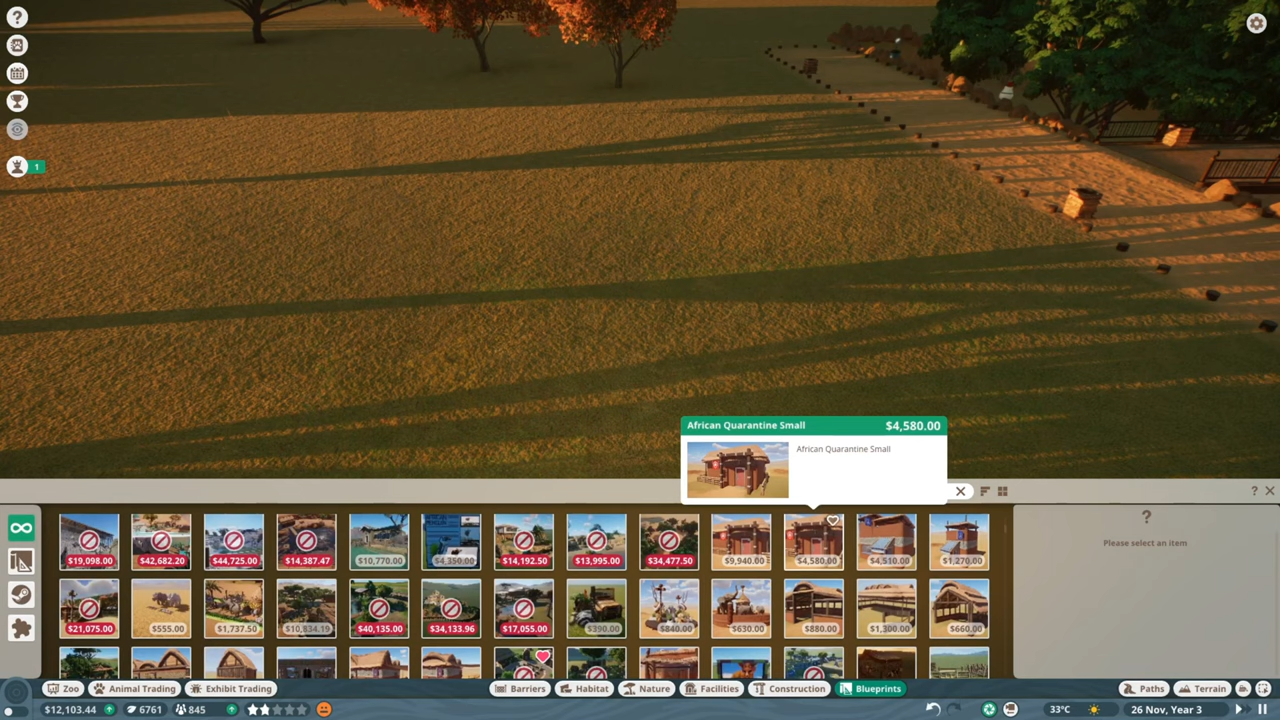 ?
1
African Quarantine Small $4,580.00
African Quarantine Small
?
$19,098.00 $42,682.20 $44,725.00 $14,387.47 $10,770.00 $4,350.00 $14,192.50 $13,995.00 $34,477.50 $9,940.00 $4,580.00 $4,510.00 $1,270.00
?
Please select an item
$21,075.00 $555.00 $1,737.50 $10,834.19 $40,135.00 $34,133.96 $17,055.00 $390.00 $840.00 $630.00 $880.00 $1,300.00 $660.00
Zoo Animal Trading Exhibit Trading Barriers Habitat Nature Facilities Construction Blueprints Paths Terrain
$12,103.44 6761 845 33°C 26 Nov, Year 3